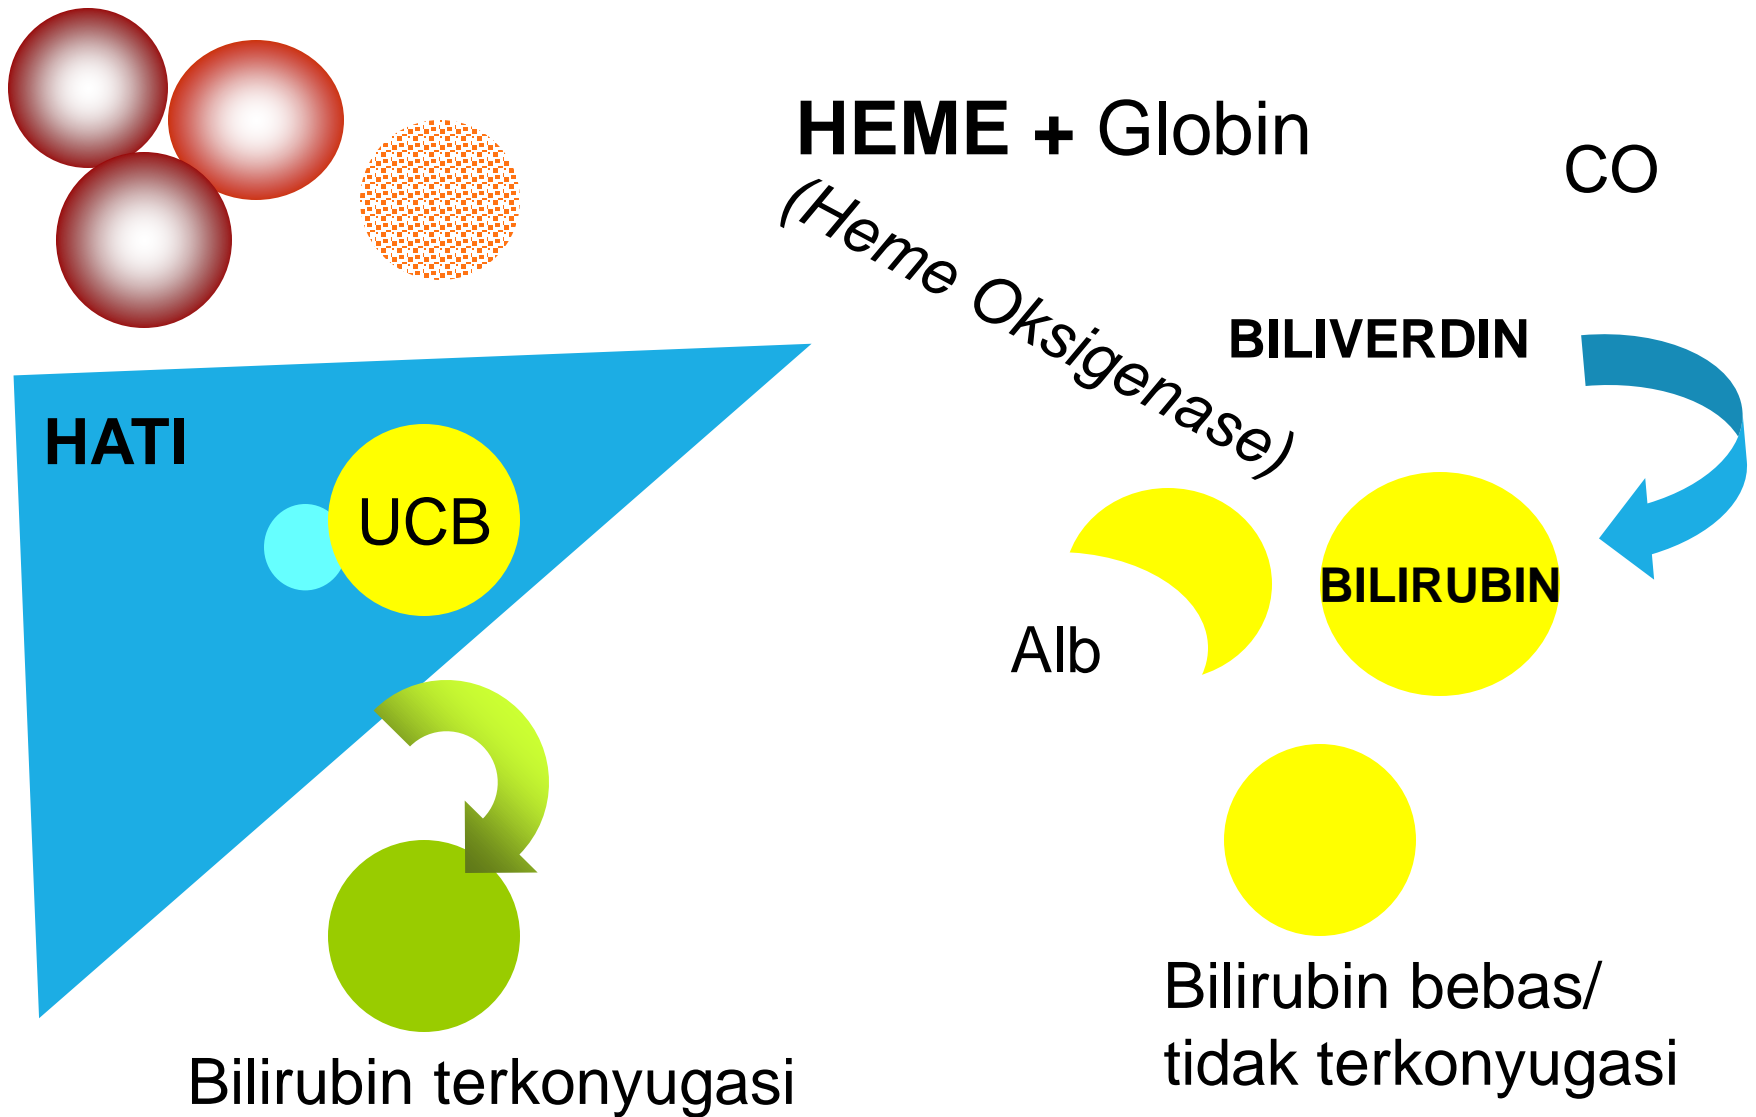 HEME + Globin
CO
(Heme Oksigenase)
BILIVERDIN
HATI
UCB
BILIRUBIN
Alb
Bilirubin bebas/
tidak terkonyugasi
Bilirubin terkonyugasi